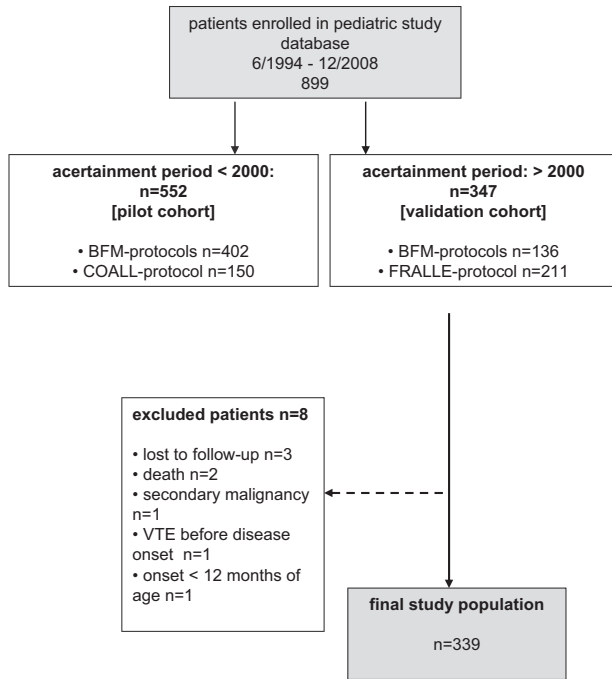 patients enrolled in pediatric study
database
6/1994 - 12/2008
899
acertainment period < 2000:
n=552
[pilot cohort]
• BFM-protocols n=402
• COALL-protocol n=150
acertainment period: > 2000
n=347
[validation cohort]
• BFM-protocols n=136
• FRALLE-protocol n=211
excluded patients n=8
• lost to follow-up n=3
• death n=2
• secondary malignancy
n=1
• VTE before disease
onset n=1
• onset < 12 months of
age n=1
final study population
n=339